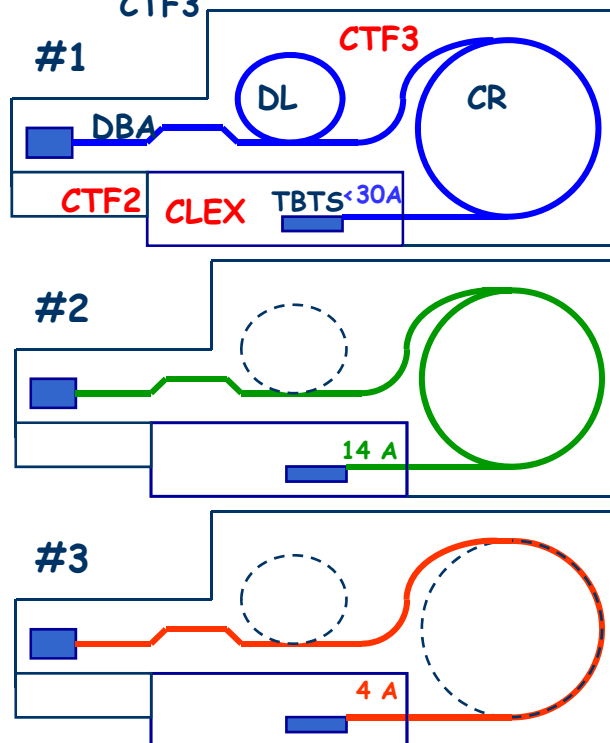 CTF3
#1
CTF3
DL
CR
DBA
CTF2
CLEX
TBTS
<30A
#2
14 A
#3
4 A